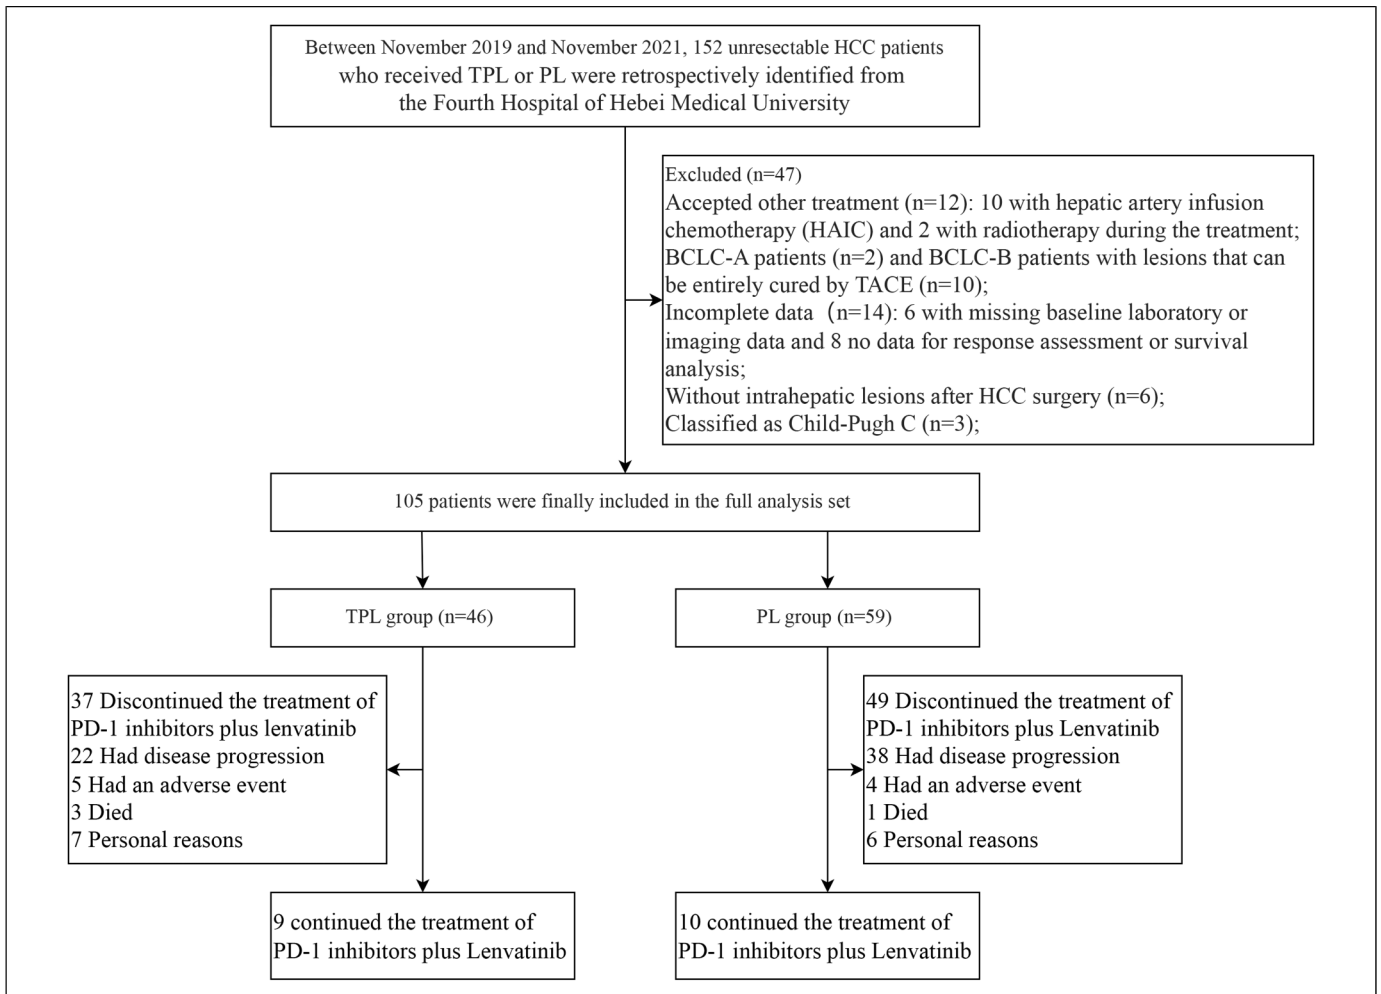 Between November 2019 and November 2021, 152 unresectable HCC patients
who received TPL or PL were retrospectively identified from
the Fourth Hospital of Hebei Medical University
Excluded (n=47)
Accepted other treatment (n=12): 10 with hepatic artery infusion
chemotherapy (HAIC) and 2 with radiotherapy during the treatment;
BCLC-A patients (n=2) and BCLC-B patients with lesions that can
be entirely cured by TACE (n=10);
Incomplete data（n=14): 6 with missing baseline laboratory or
imaging data and 8 no data for response assessment or survival
analysis;
Without intrahepatic lesions after HCC surgery (n=6);
Classified as Child-Pugh C (n=3);
105 patients were finally included in the full analysis set
TPL group (n=46)
PL group (n=59)
37 Discontinued the treatment of
PD-1 inhibitors plus lenvatinib
22 Had disease progression
5 Had an adverse event
3 Died
7 Personal reasons
49 Discontinued the treatment of
PD-1 inhibitors plus Lenvatinib
38 Had disease progression
4 Had an adverse event
1 Died
6 Personal reasons
9 continued the treatment of
PD-1 inhibitors plus Lenvatinib
10 continued the treatment of
PD-1 inhibitors plus Lenvatinib